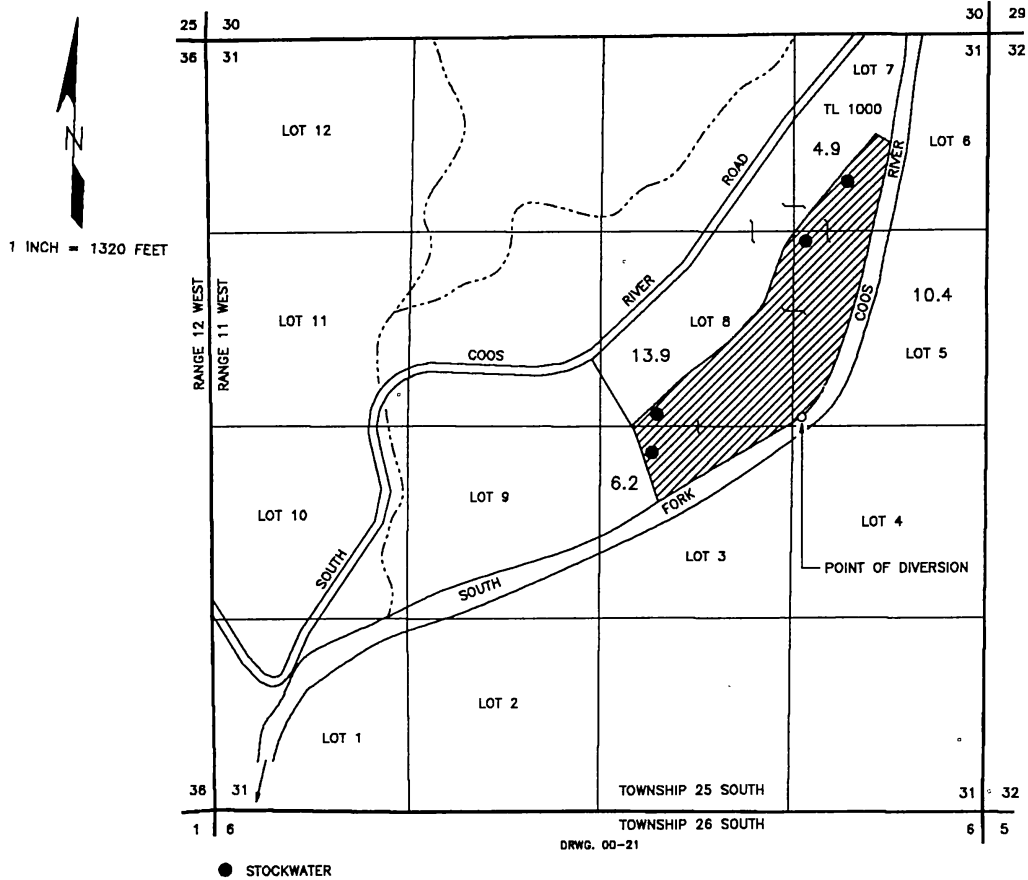 25 30
30 29
36 31
31 32
LOT 7
LOT 12
TL 1000
4.9
LOT 6
RIVER
ROAD
N
1 INCH = 1320 FEET
RANGE 12 WEST
RANGE 11 WEST
LOT 11
RIVER
LOT 8
10.4
COOS
COOS
13.9
LOT 5
6.2
LOT 9
FORK
LOT 10
LOT 4
LOT 3
SOUTH
POINT OF DIVERSION
SOUTH
LOT 2
LOT 1
36 31
TOWNSHIP 25 SOUTH
31 32
1 6
TOWNSHIP 26 SOUTH
6 5
DRWG. 00-21
STOCKWATER